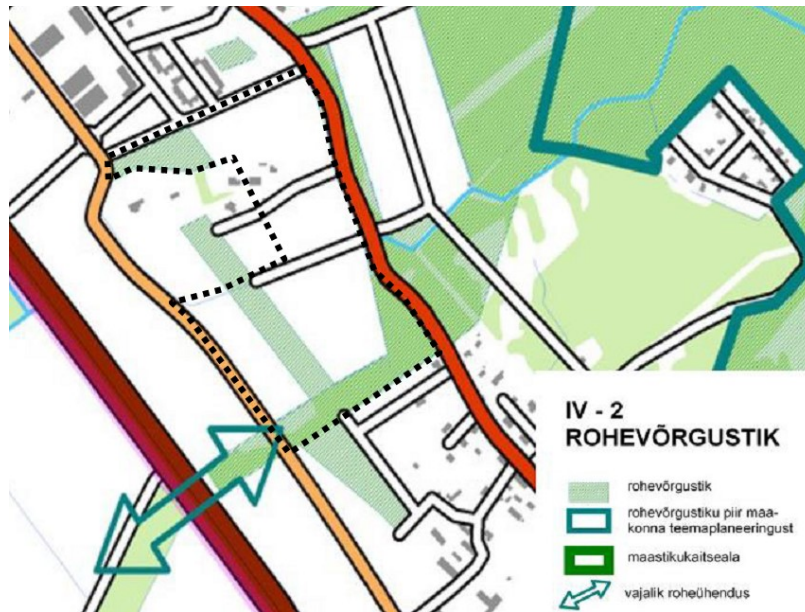 IV - 2
ROHEVÕRGUSTIK
rohevõrgustik
rohevõrgustiku piir maa-
konna teemaplaneeringust
maastikukaitseala
vajalik roheühendus